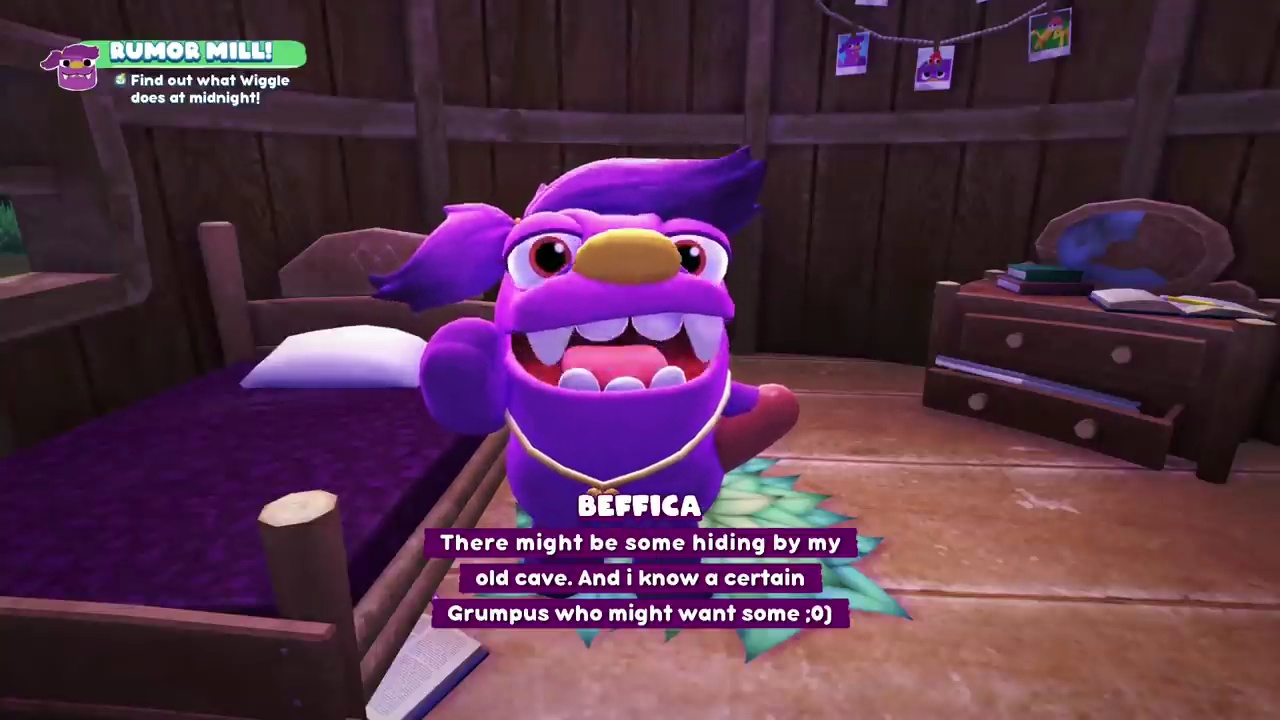 RUMOR MILL!
Find out what Wiggle
does at midnight!
BEFFICA
There might be some hiding by my
old cave. And i know a certain
Grumpus who might want some ;0)